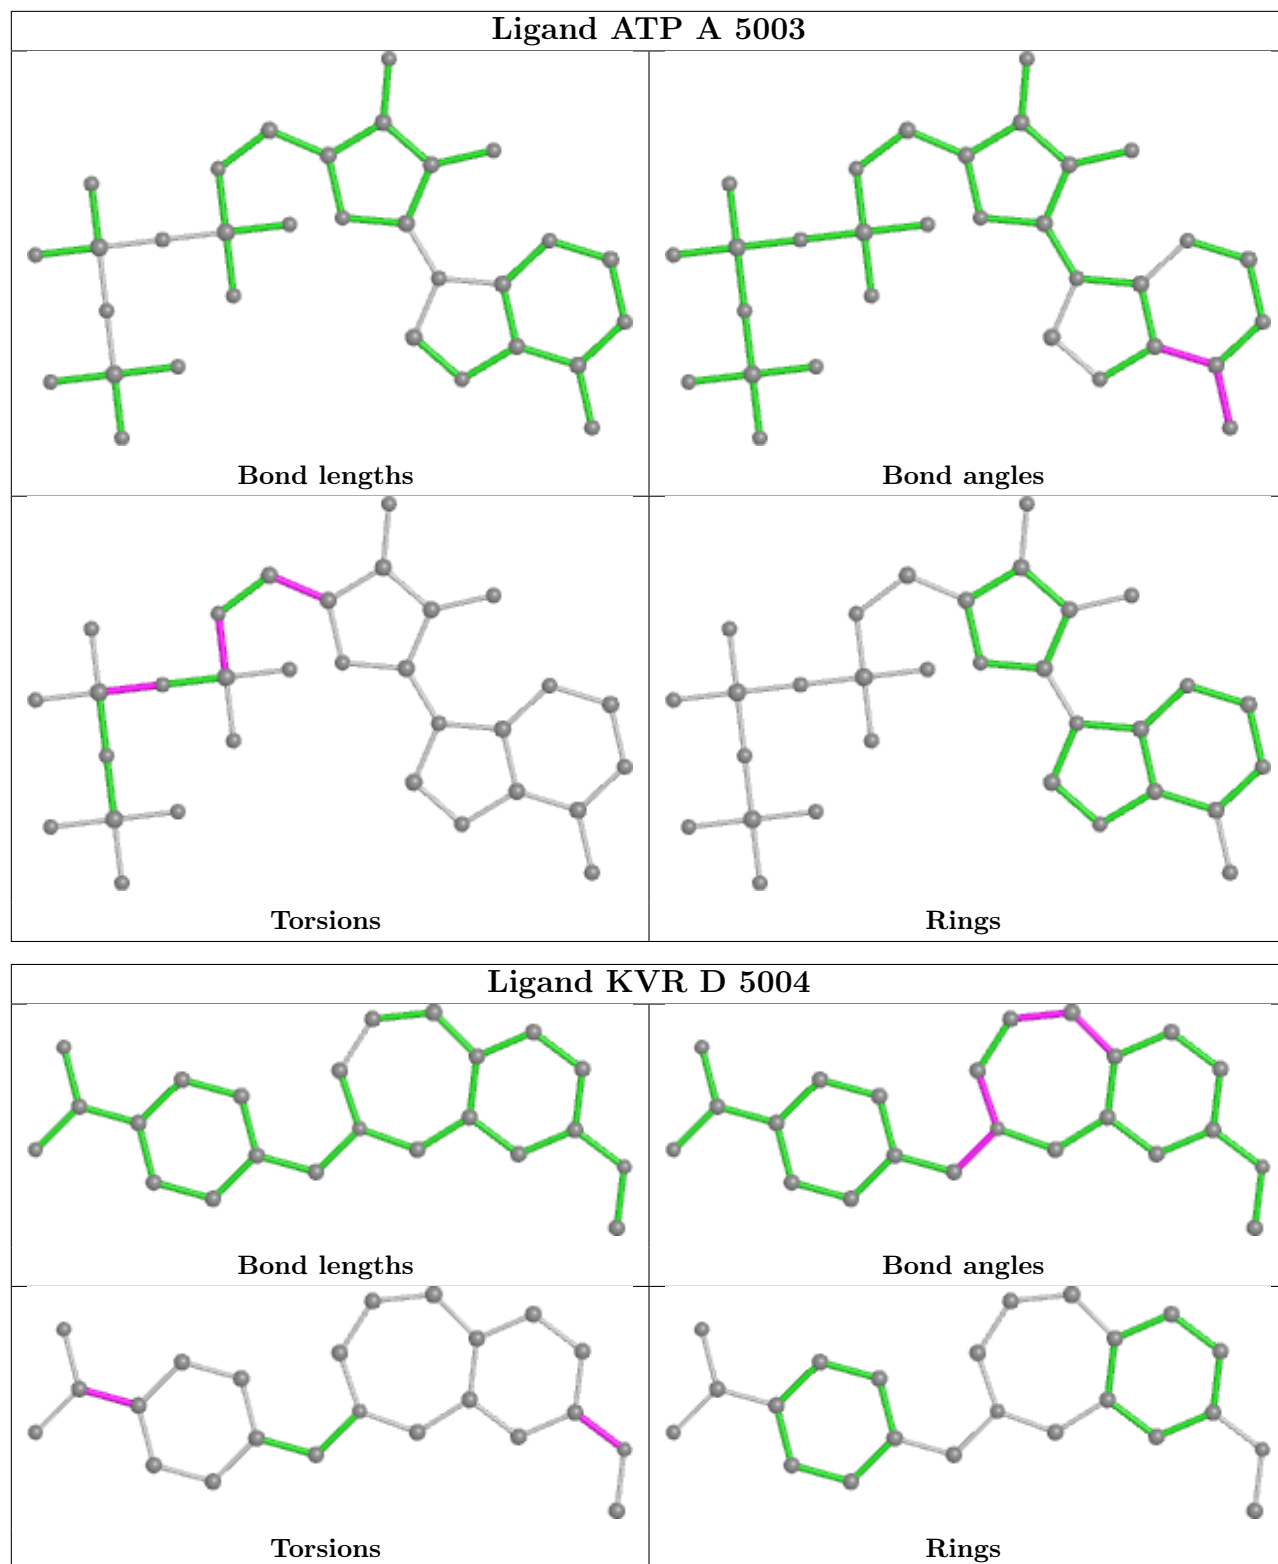 Ligand ATP A 5003
Bond lengths
Bond angles
Torsions
Rings
Ligand KVR D 5004
Bond lengths
Bond angles
Torsions
Rings